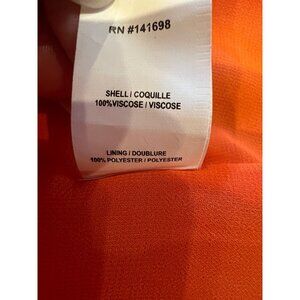 RN #141698
SHELL / COQUILLE
100%VISCOSE / VISCOSE
LINING / DOUBLURE
100% POLYESTER / POLYESTER